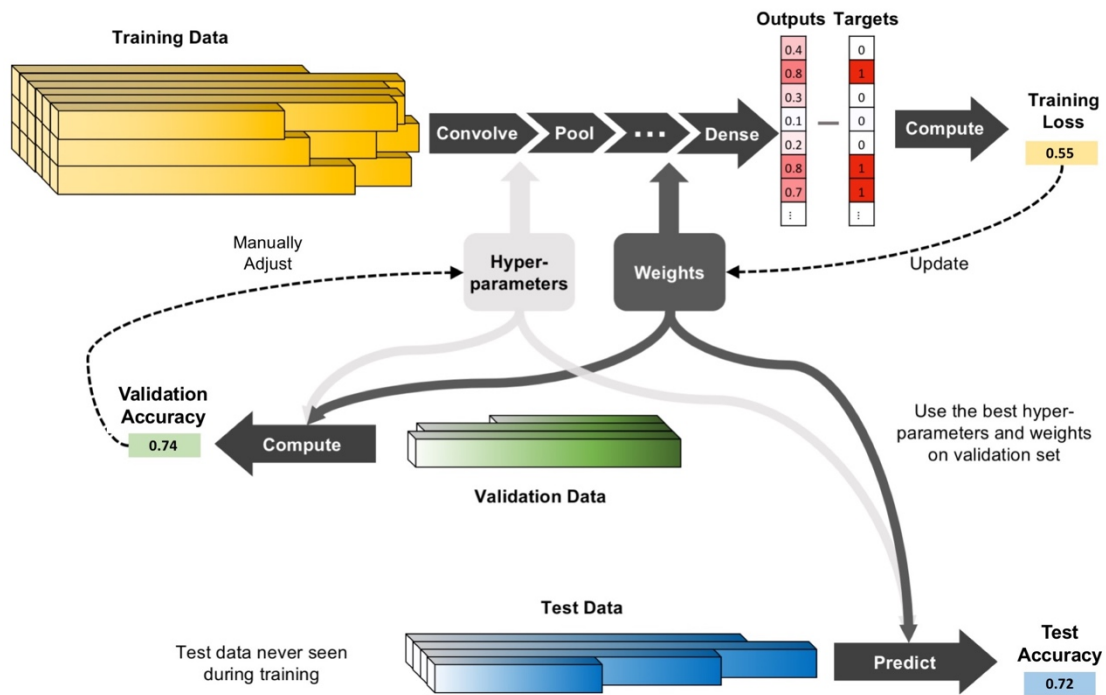 Training Data
Convolve
Pool
...
Dense
Outputs
Targets
0.4
0.8
0.3
0.1
0.2
0.8
0.7
...
0
1
0
0
0
1
1
...
Compute
Training
Loss
0.55
Update
Manually
Adjust
Hyper-
parameters
Weights
Validation
Accuracy
0.74
Compute
Validation Data
Use the best hyper-
parameters and weights
on validation set
Test Data
Test data never seen
during training
Predict
Test
Accuracy
0.72